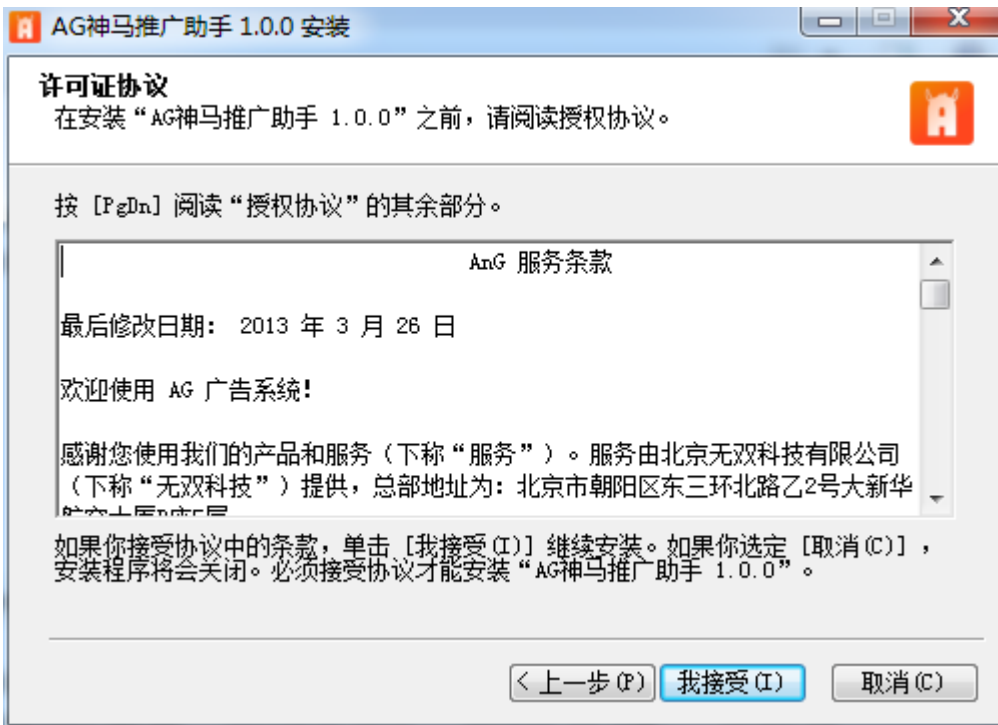 AG神马推广助手 1.0.0 安装
许可证协议
在安装“AG神马推广助手 1.0.0”之前，请阅读授权协议。
按 [PgDn] 阅读“授权协议”的其余部分。
AnG 服务条款
最后修改日期: 2013 年 3 月 26 日
欢迎使用 AG 广告系统!
感谢您使用我们的产品和服务（下称“服务”）。服务由北京无双科技有限公司
（下称“无双科技”）提供，总部地址为: 北京市朝阳区东三环北路乙2号大新华
如果你接受协议中的条款，单击 [我接受(I)] 继续安装。如果你选定 [取消(C)] ，
安装程序将会关闭。必须接受协议才能安装“AG神马推广助手 1.0.0”。
< 上一步(P)
我接受(I)
取消(C)